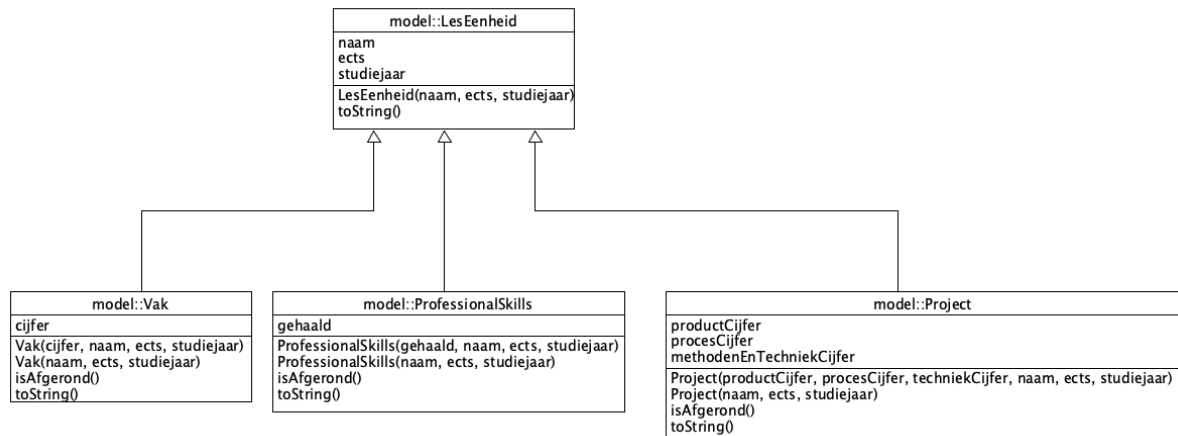 model::LesEenheid
naam
ects
studiejaar
LesEenheid(naam, ects, studiejaar)
toString()
model::Vak
cijfer
Vak(cijfer, naam, ects, studiejaar)
Vak(naam, ects, studiejaar)
isAfgerond()
toString()
model::ProfessionalSkills
gehaald
ProfessionalSkills(gehaald, naam, ects, studiejaar)
ProfessionalSkills(naam, ects, studiejaar)
isAfgerond()
toString()
model::Project
productCijfer
procesCijfer
methodenEnTechniekCijfer
Project(productCijfer, procesCijfer, techniekCijfer, naam, ects, studiejaar)
Project(naam, ects, studiejaar)
isAfgerond()
toString()